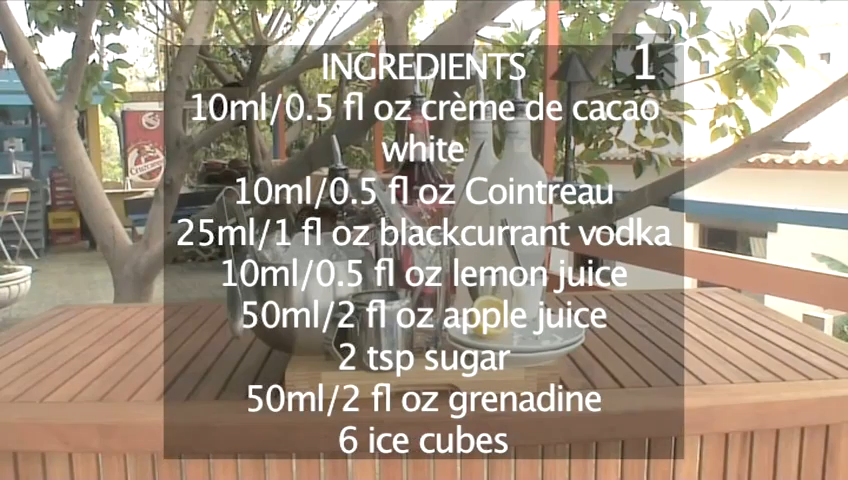 INGREDIENTS 1
10ml/0.5 fl oz crème de cacao
white
10ml/0.5 fl oz Cointreau
25ml/1 fl oz blackcurrant vodka
10ml/0.5 fl oz lemon juice
50ml/2 fl oz apple juice
2 tsp sugar
50ml/2 fl oz grenadine
6 ice cubes